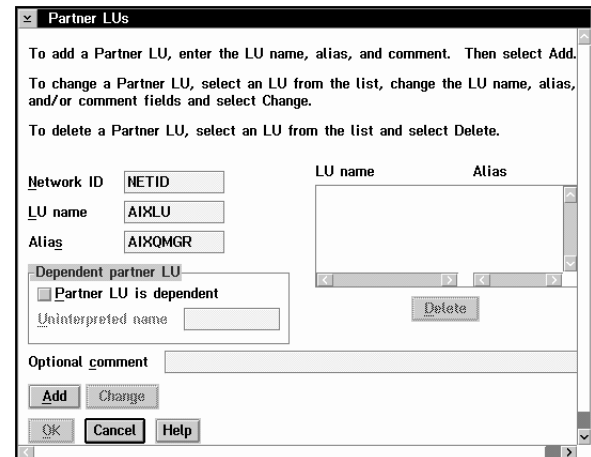 Partner LUs
To add a Partner LU, enter the LU name, alias, and comment. Then select Add.
To change a Partner LU, select an LU from the list, change the LU name, alias,
and/or comment fields and select Change.
To delete a Partner LU, select an LU from the list and select Delete.
LU name Alias
Network ID NETID
LU name AIXLU
Alias AIXQMGR
Dependent partner LU
Partner LU is dependent
Uninterpreted name
Delete
Optional comment
Add Change
OK Cancel Help